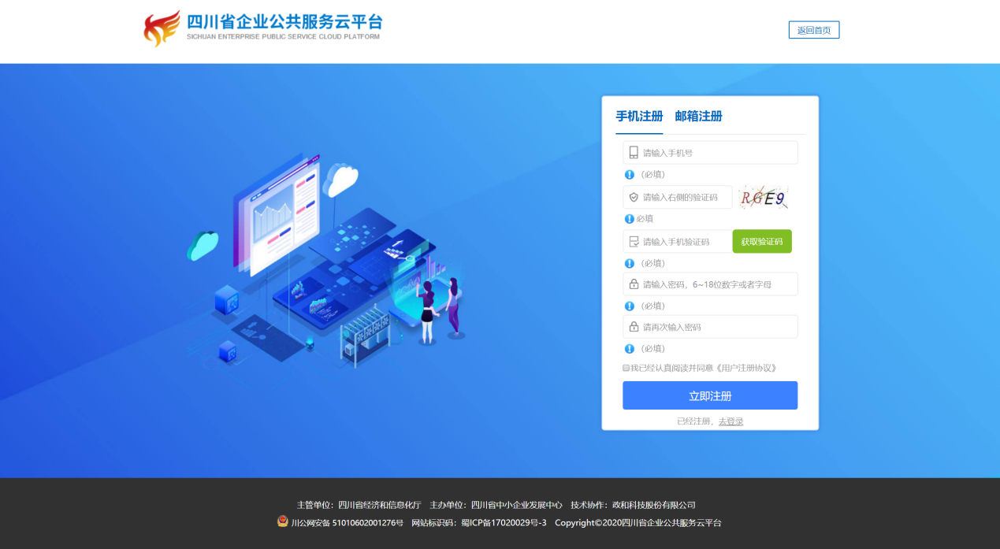 四川省企业公共服务云平台
SICHUAN ENTERPRISE PUBLIC SERVICE CLOUD PLATFORM
返回首页
手机注册 邮箱注册
请输入手机号
（必填）
请输入右侧的验证码 RGE9
必填
请输入手机验证码 获取验证码
（必填）
请输入密码，6~18位数字或者字母
（必填）
请再次输入密码
（必填）
我已经认真阅读并同意《用户注册协议》
立即注册
已经注册，去登录
主管单位：四川省经济和信息化厅 主办单位：四川省中小企业发展中心 技术协作：政和科技股份有限公司
川公网安备 51010602001276号 网站标识码：蜀ICP备17020029号-3 Copyright©2020四川省企业公共服务云平台